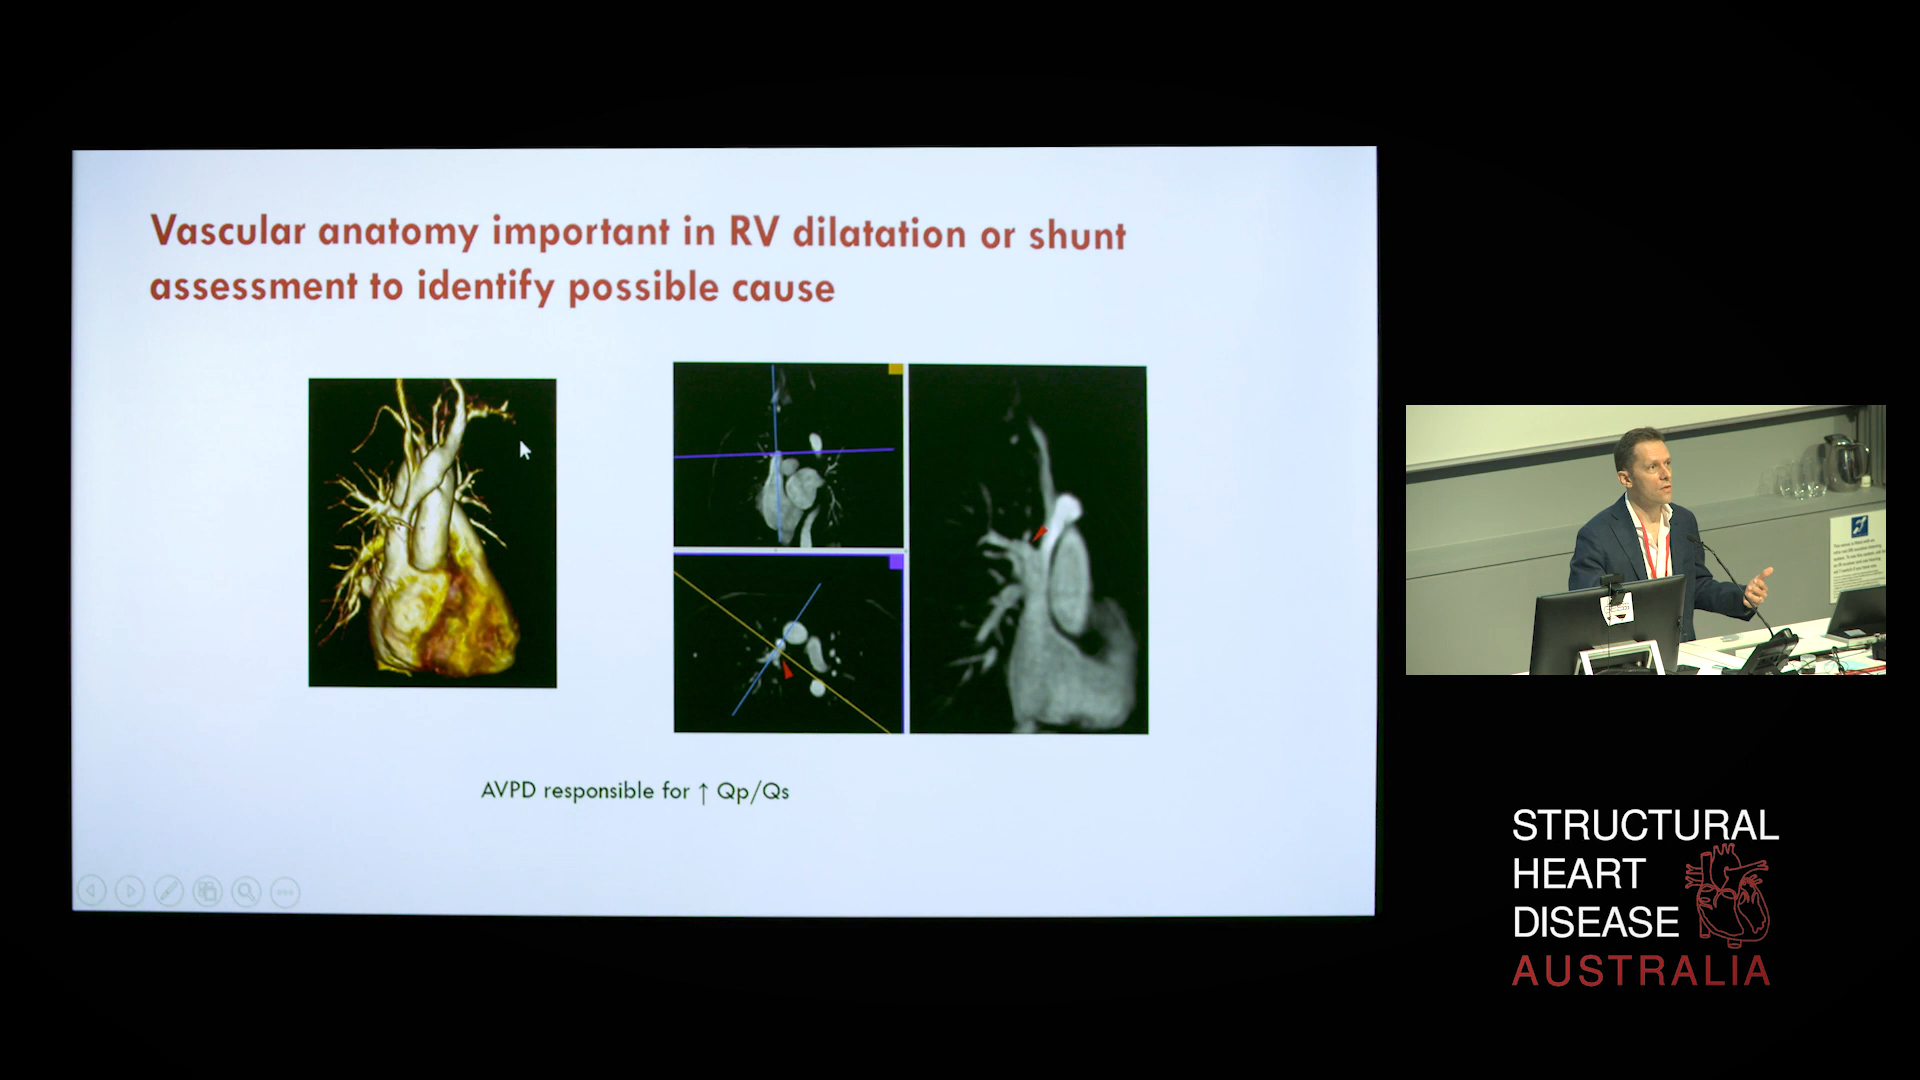 Vascular anatomy important in RV dilatation or shunt
assessment to identify possible cause
AVPD responsible for ↑ Qp/Qs
STRUCTURAL
HEART
DISEASE
AUSTRALIA